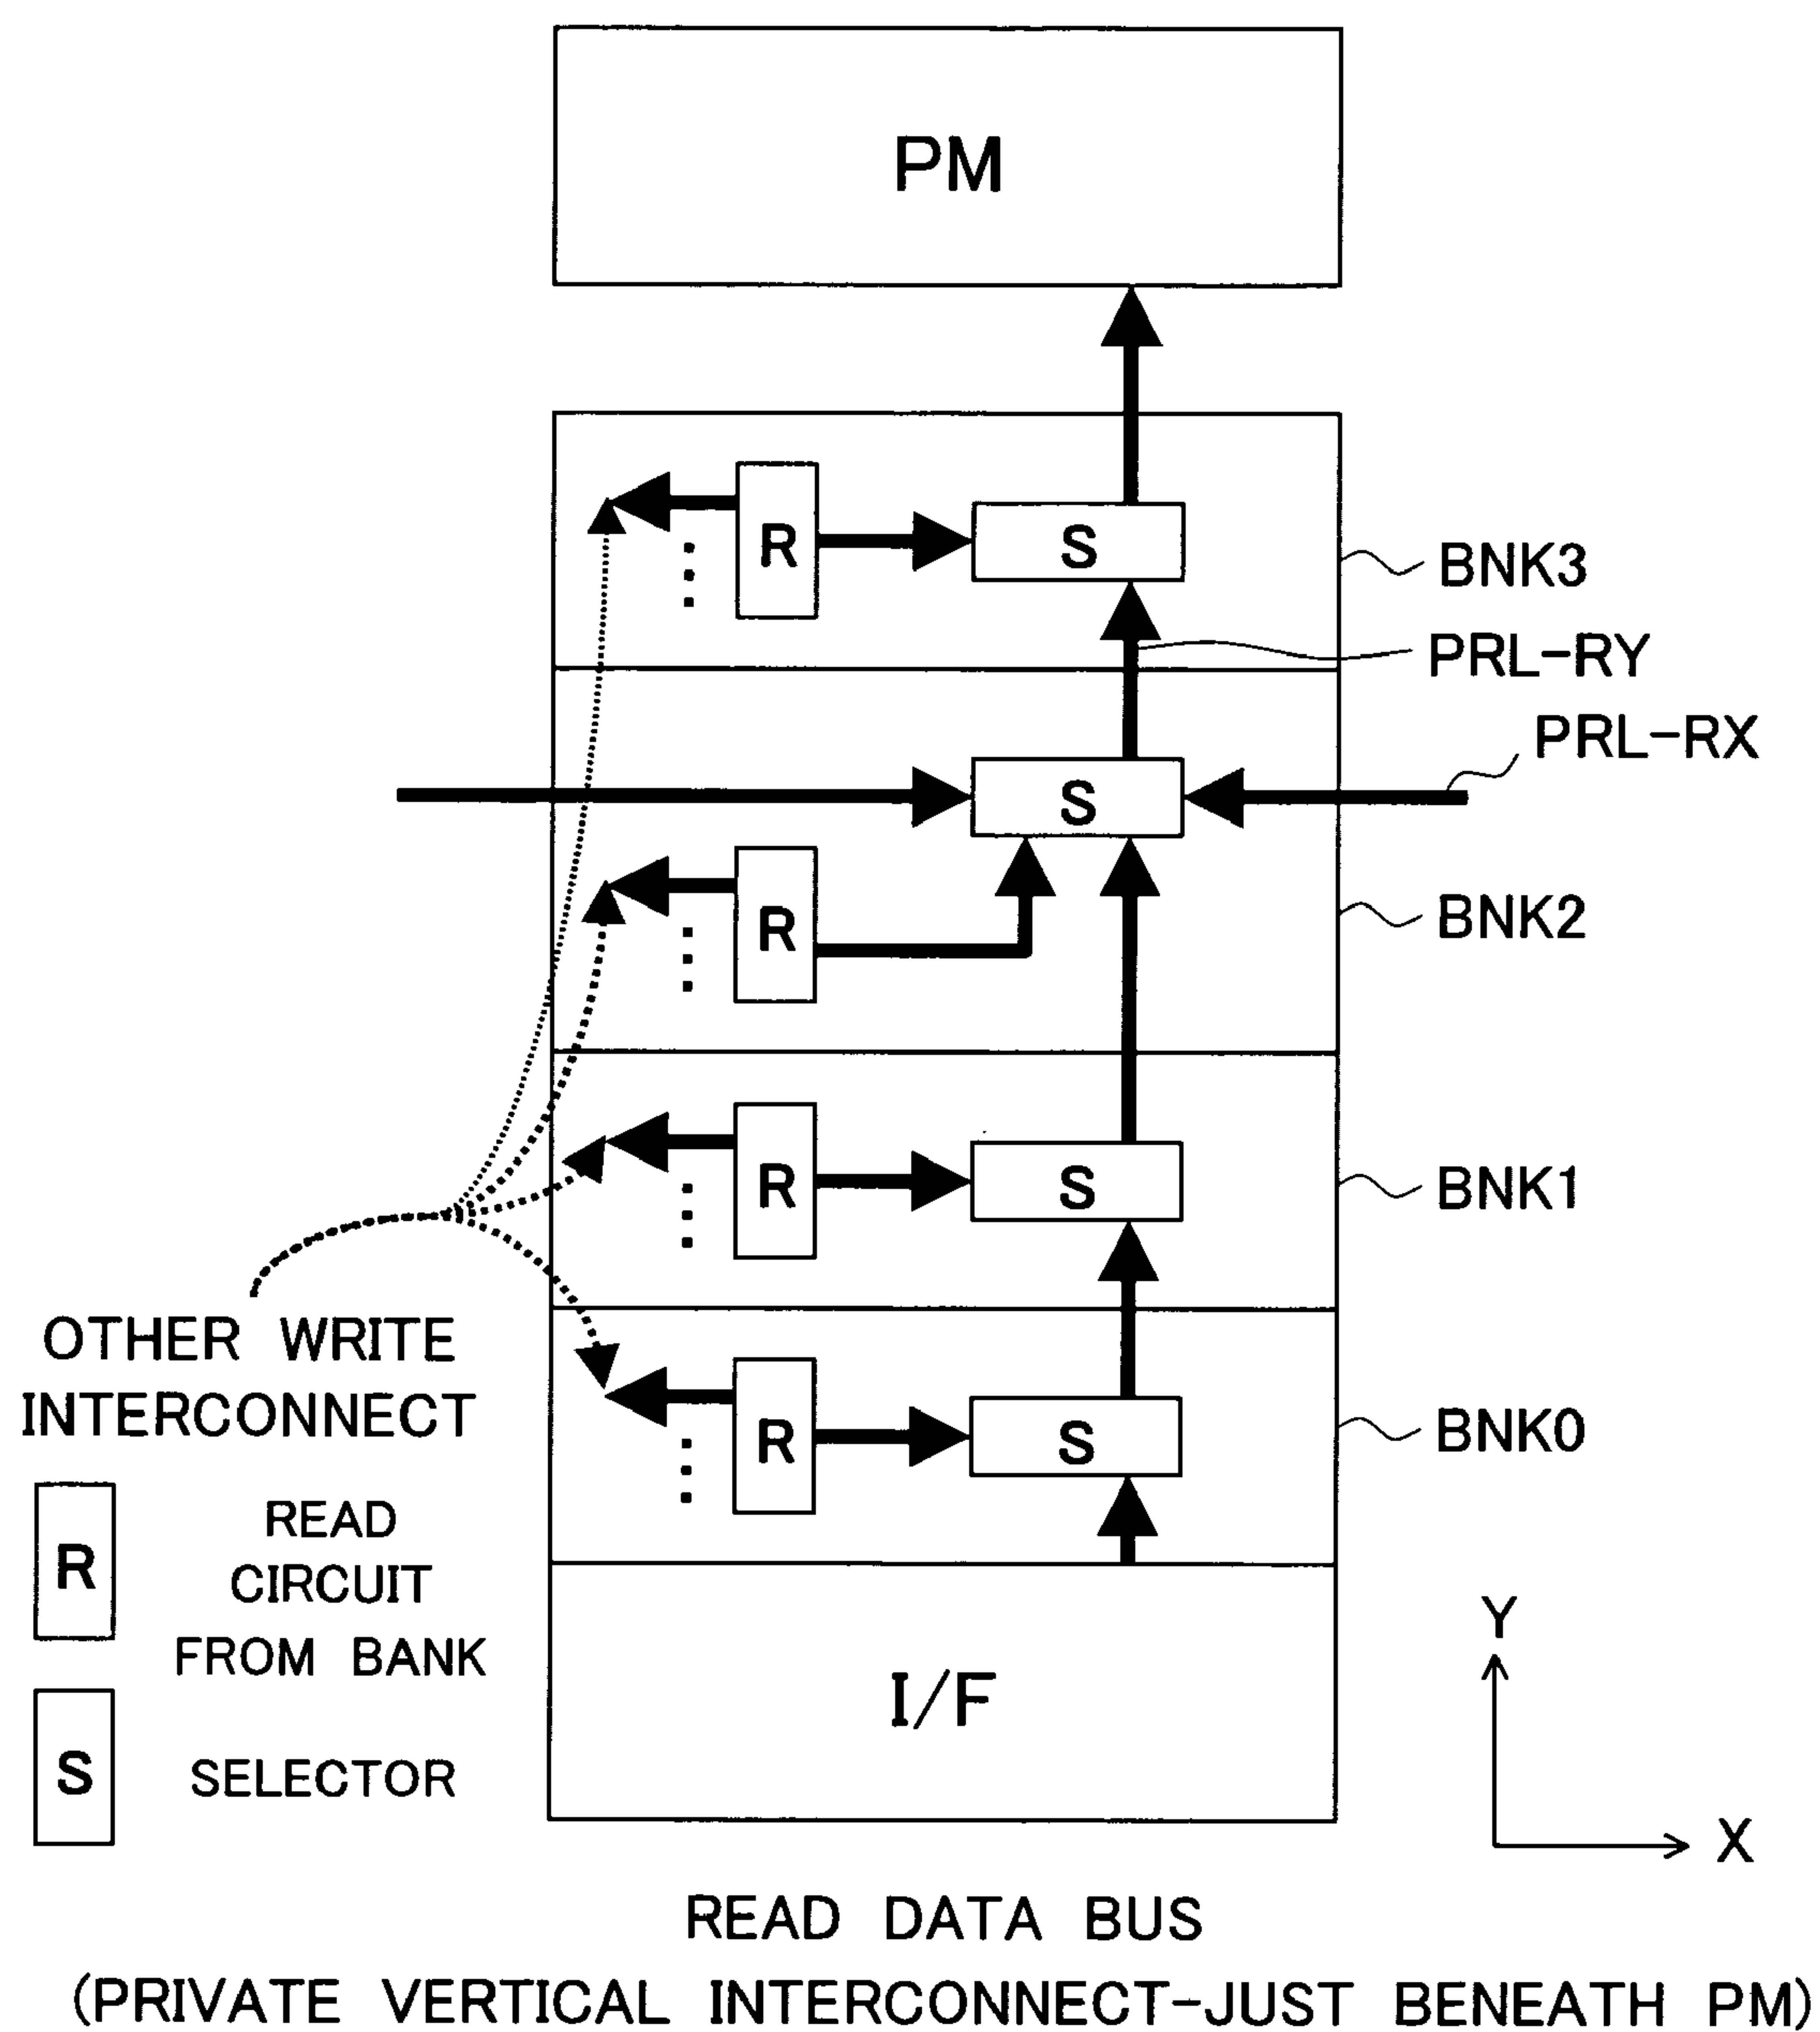 PM
R
S
BNK3
PRL-RY
PRL-RX
S
R
BNK2
R
S
BNK1
OTHER WRITE
INTERCONNECT
R
S
BNK0
R
READ
CIRCUIT
FROM BANK
S
SELECTOR
I/F
Y
X
READ DATA BUS
(PRIVATE VERTICAL INTERCONNECT-JUST BENEATH PM)